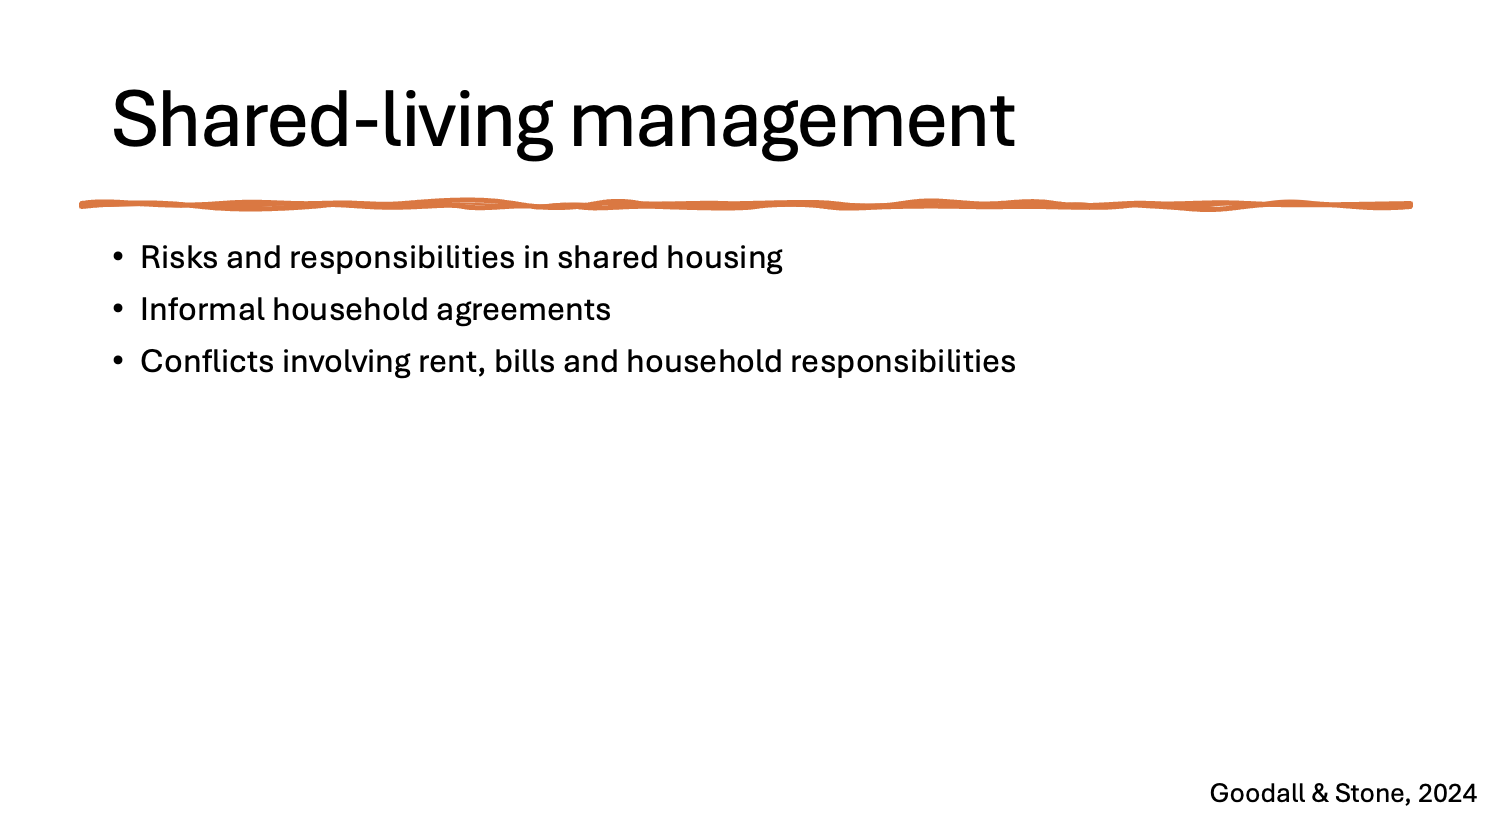 Shared-living management
• Risks and responsibilities in shared housing
• Informal household agreements
• Conflicts involving rent, bills and household responsibilities
Goodall & Stone, 2024